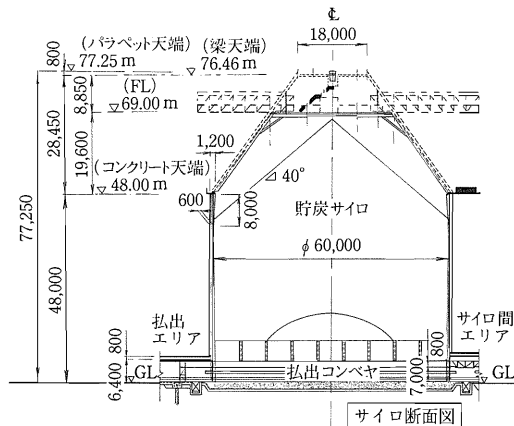 ℄
18,000
(パラペット天端)
77.25 m
(梁天端)
76.46 m
800
(FL)
69.00 m
8,850
28,450
19,600
1,200
(コンクリート天端)
48.00 m
40°
600
8,000
貯炭サイロ
77,250
φ60,000
48,000
払出
エリア
サイロ間
エリア
800
800
GL
6,400
払出コンベヤ
7,000
GL
サイロ断面図